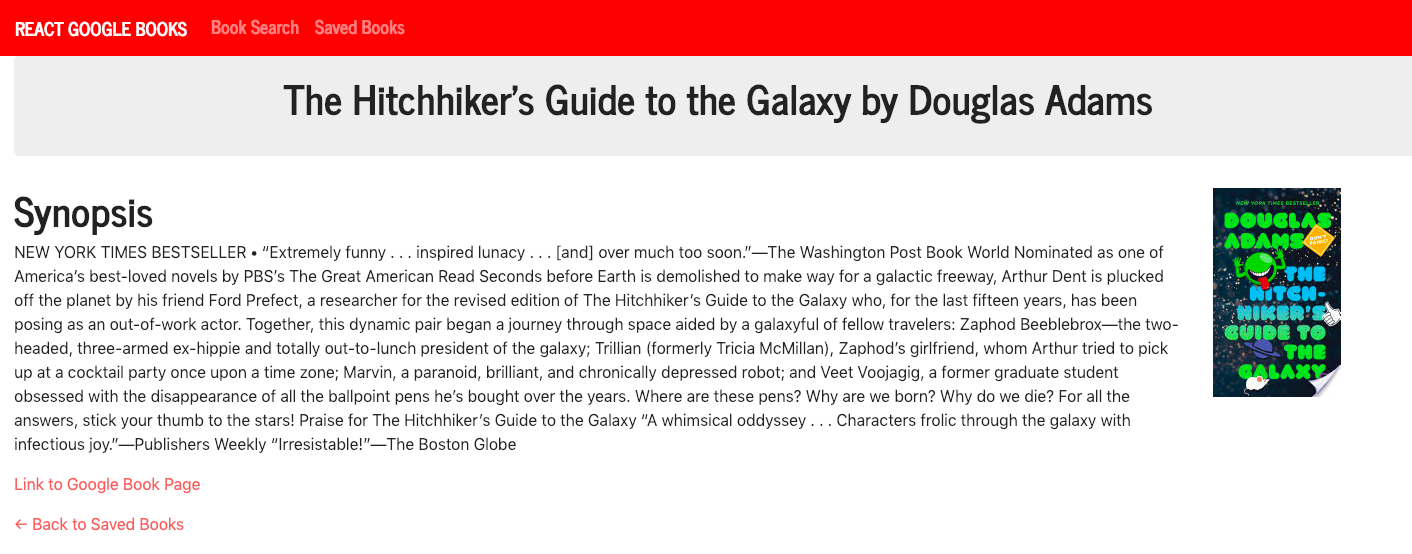 REACT GOOGLE BOOKS Book Search Saved Books
The Hitchhiker’s Guide to the Galaxy by Douglas Adams
Synopsis
NEW YORK TIMES BESTSELLER • “Extremely funny . . . inspired lunacy . . . [and] over much too soon.”—The Washington Post Book World Nominated as one of
America’s best-loved novels by PBS’s The Great American Read Seconds before Earth is demolished to make way for a galactic freeway, Arthur Dent is plucked
off the planet by his friend Ford Prefect, a researcher for the revised edition of The Hitchhiker’s Guide to the Galaxy who, for the last fifteen years, has been
posing as an out-of-work actor. Together, this dynamic pair began a journey through space aided by a galaxyful of fellow travelers: Zaphod Beeblebrox—the two-
headed, three-armed ex-hippie and totally out-to-lunch president of the galaxy; Trillian (formerly Tricia McMillan), Zaphod’s girlfriend, whom Arthur tried to pick
up at a cocktail party once upon a time zone; Marvin, a paranoid, brilliant, and chronically depressed robot; and Veet Voojagig, a former graduate student
obsessed with the disappearance of all the ballpoint pens he’s bought over the years. Where are these pens? Why are we born? Why do we die? For all the
answers, stick your thumb to the stars! Praise for The Hitchhiker’s Guide to the Galaxy “A whimsical oddyssey . . . Characters frolic through the galaxy with
infectious joy.”—Publishers Weekly “Irresistable!”—The Boston Globe
Link to Google Book Page
← Back to Saved Books
NEW YORK TIMES BESTSELLER
DOUGLAS
ADAMS
DON'T
PANIC!
THE
HITCH-
HIKER'S
GUIDE TO
THE
GALAXY